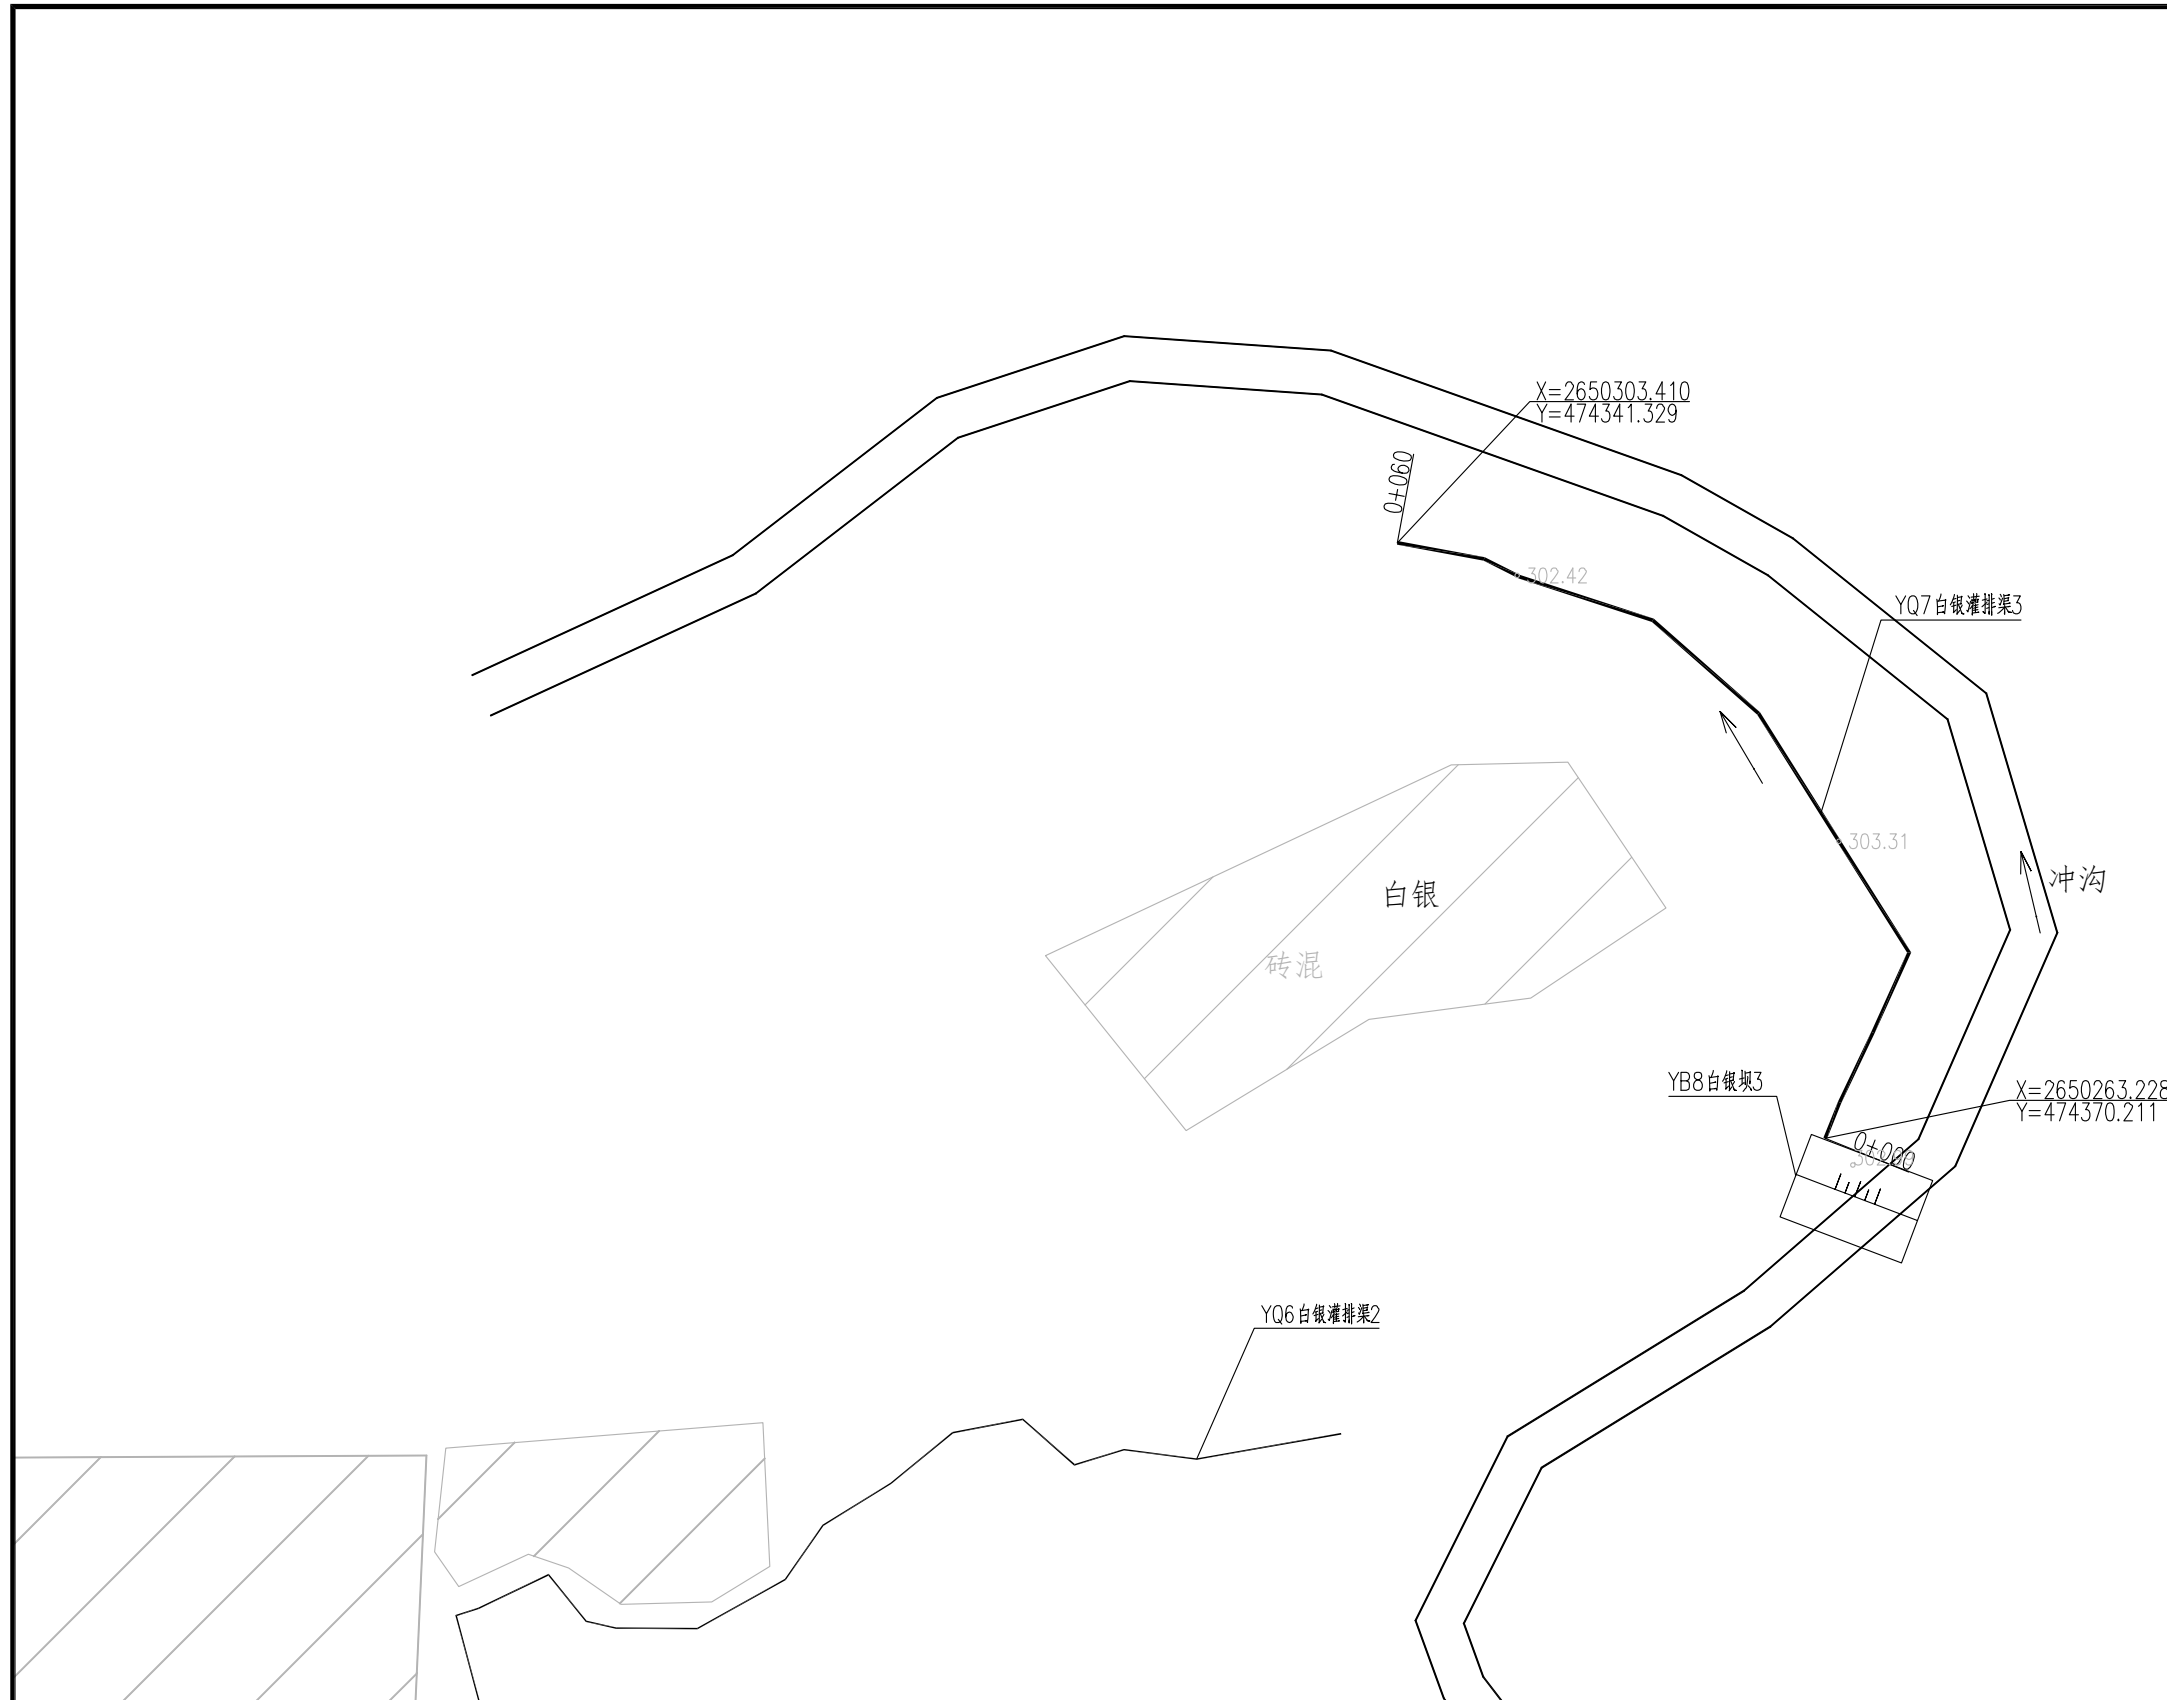 X=2650303.410
Y=474341.329
0+060
302.42
YQ7白银灌排渠3
303.31
冲沟
白银
砖混
YB8白银坝3
X=2650263.228
Y=474370.211
0+000
YQ6白银灌排渠2